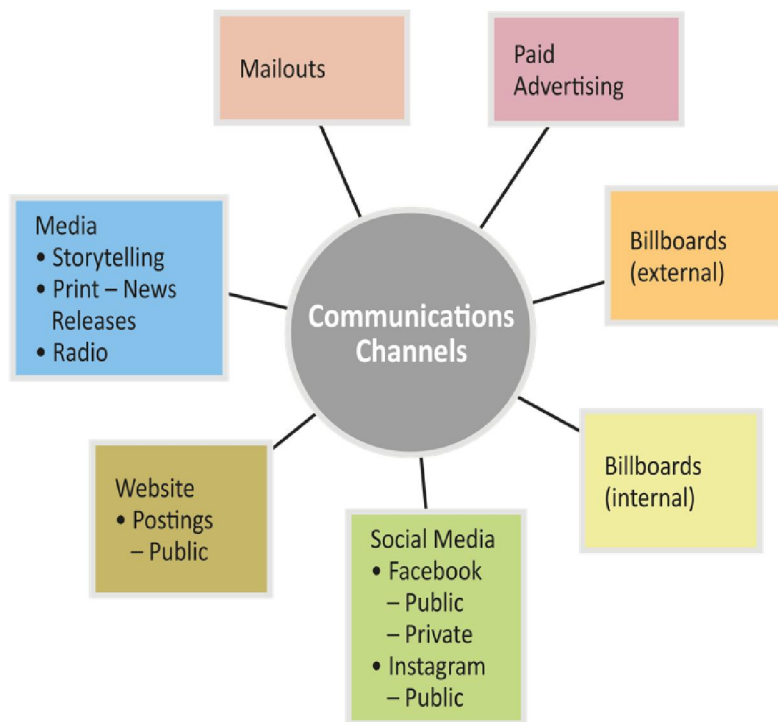 Mailouts
Paid
Advertising
Media
• Storytelling
• Print – News
Releases
• Radio
Billboards
(external)
Communications
Channels
Website
• Postings
– Public
Social Media
• Facebook
– Public
– Private
• Instagram
– Public
Billboards
(internal)